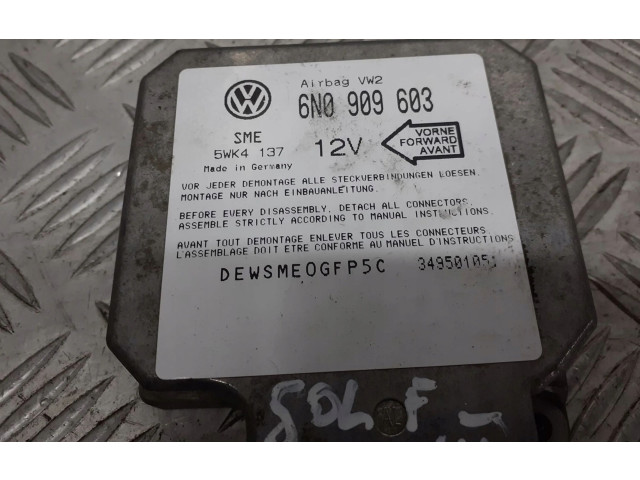 Airbag VW2
6N0 909 603
SME
5WK4 137
12V
VORNE
FORWARD
AVANT
Made in Germany
VOR JEDER DEMONTAGE ALLE STECKVERBINDUNGEN LOESEN.
MONTAGE NUR NACH EINBAUANLEITUNG.
BEFORE EVERY DISASSEMBLY, DETACH ALL CONNECTORS.
ASSEMBLE STRICTLY ACCORDING TO MANUAL INSTRUCTIONS.
AVANT TOUT DEMONTAGE ENLEVER TOUS LES CONNECTEURS.
L'ASSEMBLAGE DOIT ETRE CONFORME AU MANUEL D'INSTRUCTIONS
DEWSMEOGFP5C 349501051